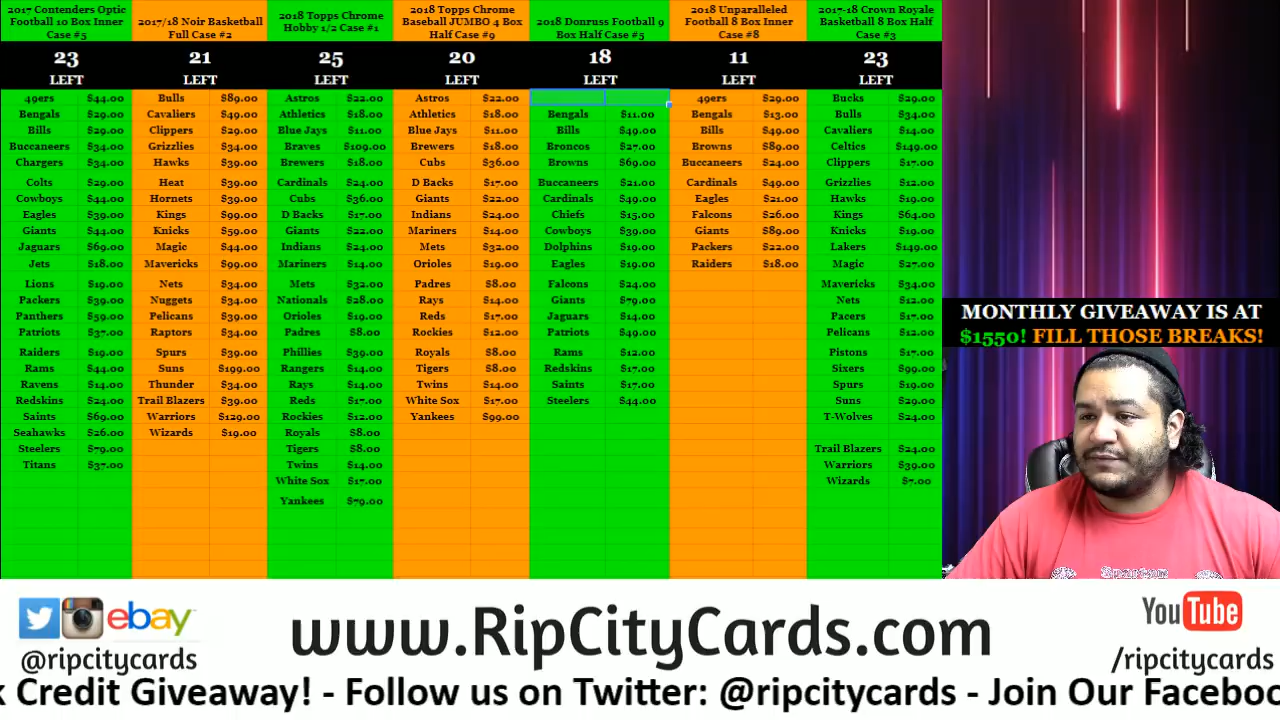 2017 Contenders Optic
Football 10 Box Inner
Case #5
23
LEFT
49ers $44.00
Bengals $29.00
Bills $29.00
Buccaneers $34.00
Chargers $34.00
Colts $29.00
Cowboys $44.00
Eagles $39.00
Giants $44.00
Jaguars $69.00
Jets $18.00
Lions $19.00
Packers $39.00
Panthers $59.00
Patriots $37.00
Raiders $19.00
Rams $44.00
Ravens $14.00
Redskins $24.00
Saints $69.00
Seahawks $26.00
Steelers $79.00
Titans $37.00
2017/18 Noir Basketball
Full Case #2
21
LEFT
Bulls $89.00
Cavaliers $49.00
Clippers $29.00
Grizzlies $34.00
Hawks $39.00
Heat $39.00
Hornets $39.00
Kings $99.00
Knicks $59.00
Magic $44.00
Mavericks $99.00
Nets $34.00
Nuggets $34.00
Pelicans $39.00
Raptors $34.00
Spurs $39.00
Suns $199.00
Thunder $34.00
Trail Blazers $39.00
Warriors $129.00
Wizards $19.00
2018 Topps Chrome
Hobby 1/2 Case #1
25
LEFT
Astros $22.00
Athletics $18.00
Blue Jays $11.00
Braves $109.00
Brewers $18.00
Cardinals $24.00
Cubs $36.00
D Backs $17.00
Giants $22.00
Indians $24.00
Mariners $14.00
Mets $32.00
Nationals $28.00
Orioles $19.00
Padres $8.00
Phillies $39.00
Rangers $14.00
Rays $14.00
Reds $17.00
Rockies $12.00
Royals $8.00
Tigers $8.00
Twins $14.00
White Sox $17.00
Yankees $79.00
2018 Topps Chrome
Baseball JUMBO 4 Box
Half Case #9
20
LEFT
Astros $22.00
Athletics $18.00
Blue Jays $11.00
Brewers $18.00
Cubs $36.00
D Backs $17.00
Giants $22.00
Indians $24.00
Mariners $14.00
Mets $32.00
Orioles $19.00
Padres $8.00
Rays $14.00
Reds $17.00
Rockies $12.00
Royals $8.00
Tigers $8.00
Twins $14.00
White Sox $17.00
Yankees $99.00
2018 Donruss Football 9
Box Half Case #5
18
LEFT
Bengals $11.00
Bills $49.00
Broncos $27.00
Browns $69.00
Buccaneers $21.00
Cardinals $49.00
Chiefs $15.00
Cowboys $39.00
Dolphins $19.00
Eagles $19.00
Falcons $24.00
Giants $79.00
Jaguars $14.00
Patriots $49.00
Rams $12.00
Redskins $17.00
Saints $17.00
Steelers $44.00
2018 Unparalleled
Football 8 Box Inner
Case #8
11
LEFT
49ers $29.00
Bengals $13.00
Bills $49.00
Browns $89.00
Buccaneers $24.00
Cardinals $49.00
Eagles $21.00
Falcons $26.00
Giants $89.00
Packers $22.00
Raiders $18.00
2017-18 Crown Royale
Basketball 8 Box Half
Case #3
23
LEFT
Bucks $29.00
Bulls $34.00
Cavaliers $14.00
Celtics $149.00
Clippers $17.00
Grizzlies $12.00
Hawks $19.00
Kings $64.00
Knicks $19.00
Lakers $149.00
Magic $27.00
Mavericks $34.00
Nets $12.00
Pacers $17.00
Pelicans $12.00
Pistons $17.00
Sixers $99.00
Spurs $19.00
Suns $29.00
T-Wolves $24.00
Trail Blazers $24.00
Warriors $39.00
Wizards $7.00
MONTHLY GIVEAWAY IS AT
$1550! FILL THOSE BREAKS!
ebay
@ripcitycards
www.RipCityCards.com
YouTube
/ripcitycards
k Credit Giveaway! - Follow us on Twitter: @ripcitycards - Join Our Faceboo